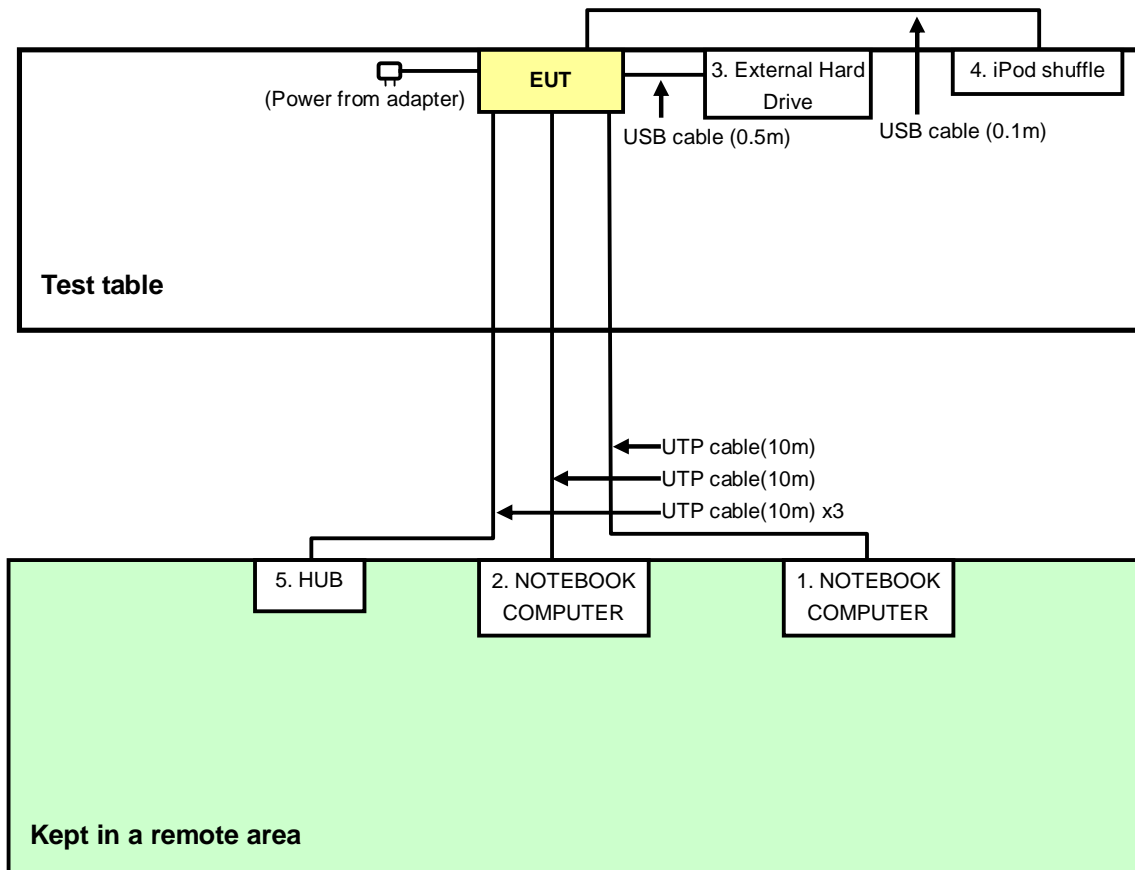 EUT
3. External Hard
Drive
4. iPod shuffle
(Power from adapter)
USB cable (0.5m)
USB cable (0.1m)
Test table
UTP cable(10m)
UTP cable(10m)
UTP cable(10m) x3
5. HUB
2. NOTEBOOK
COMPUTER
1. NOTEBOOK
COMPUTER
Kept in a remote area